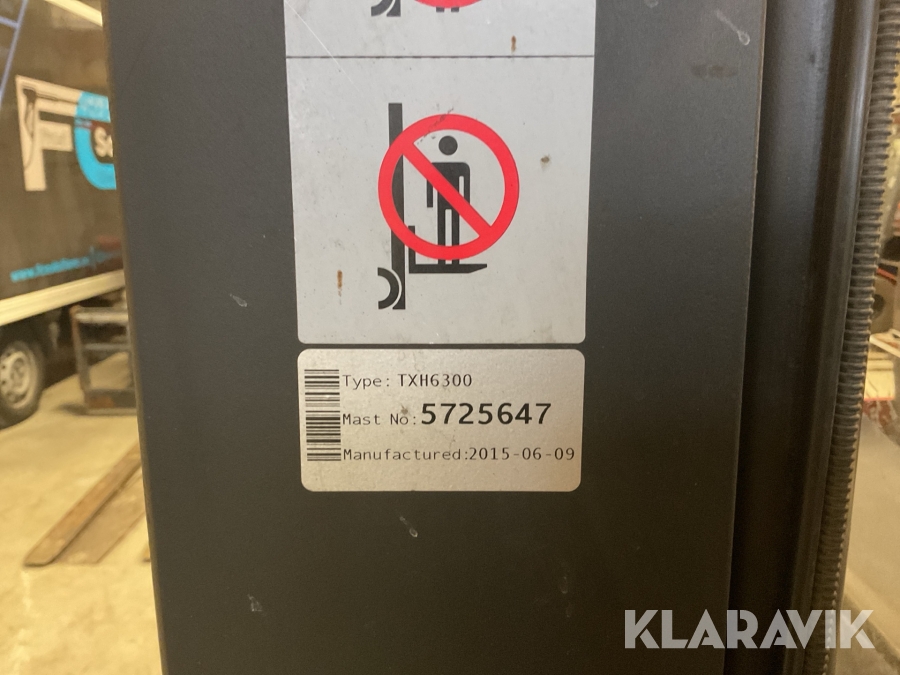 Type: TXH6300
Mast No: 5725647
Manufactured: 2015-06-09
KLARAVIK